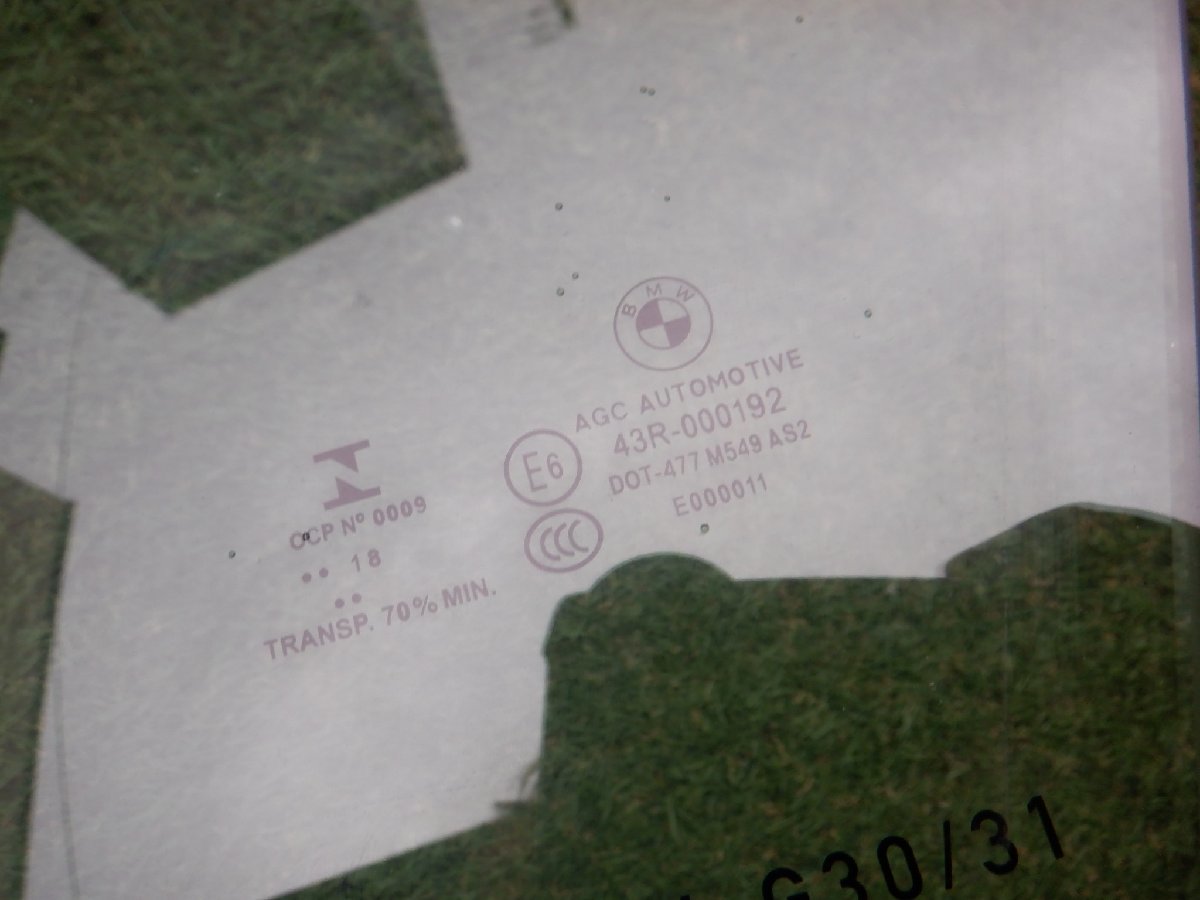 BMW
AGC AUTOMOTIVE
43R-000192
DOT-477 M549 AS2
E000011
E6
CCC
OCP Nº 0009
•• 18
••
TRANSP. 70% MIN.
G30/31